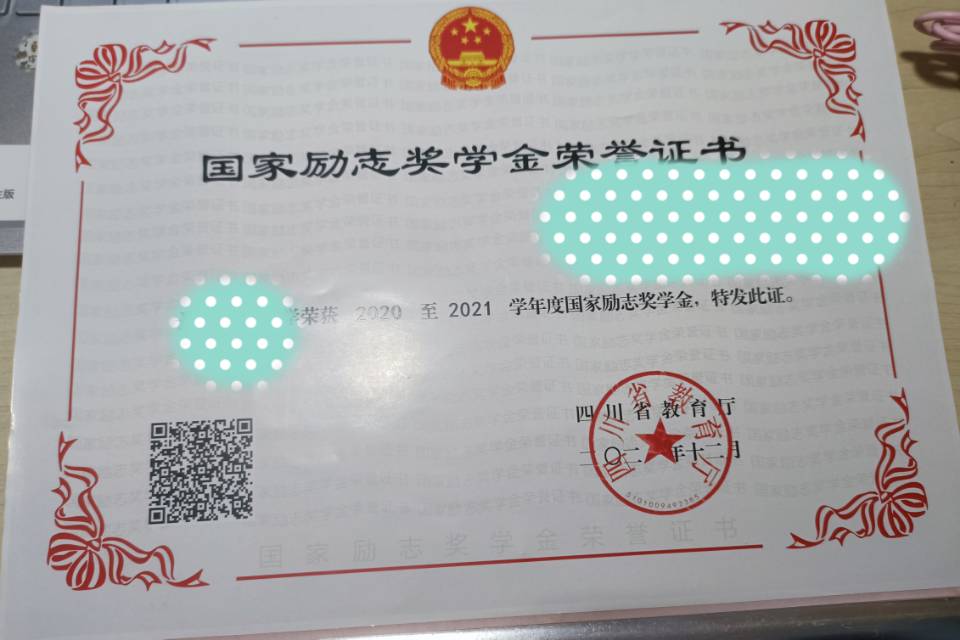 国家励志奖学金荣誉证书
荣获 2020 至 2021 学年度国家励志奖学金，特发此证。
四川省教育厅
二〇二 年十二月
四川省教育厅
5101009493365
国家励志奖学金荣誉证书